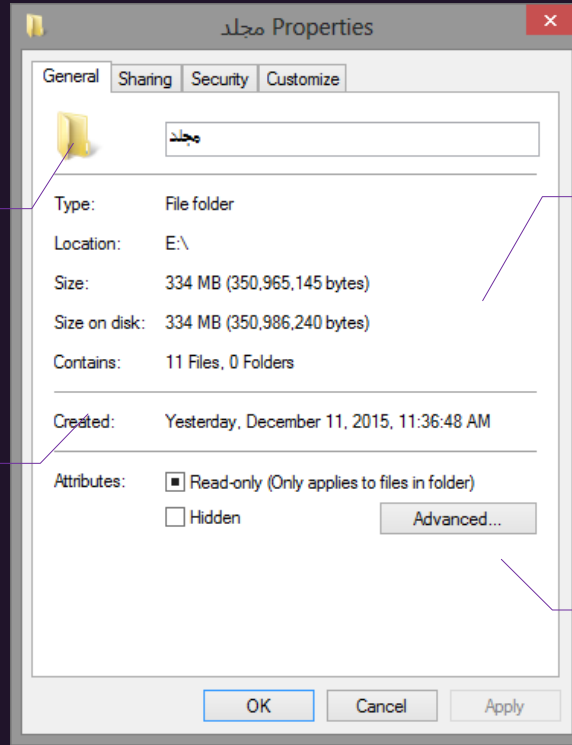 مجلد Properties
General Sharing Security Customize
مجلد
Type: File folder
Location: E:\
Size: 334 MB (350,965,145 bytes)
Size on disk: 334 MB (350,986,240 bytes)
Contains: 11 Files, 0 Folders
Created: Yesterday, December 11, 2015, 11:36:48 AM
Attributes: Read-only (Only applies to files in folder)
Hidden Advanced...
OK Cancel Apply